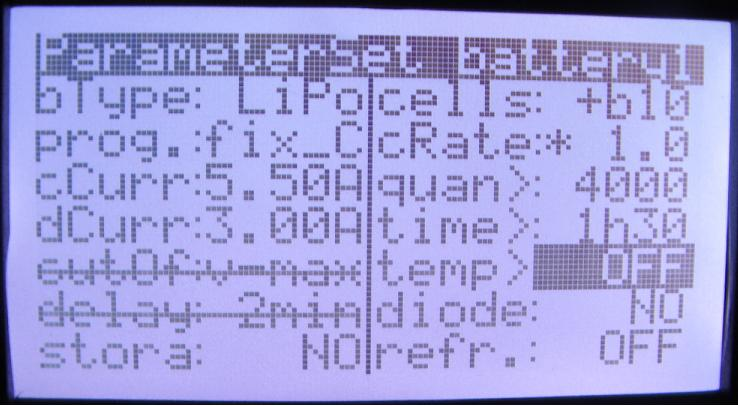 Parameterset battery1
bType: LiPo cells: +b10
prog.:fix_C cRate:* 1.0
cCurr:5.50A quan>: 4000
dCurr:3.00A time>: 1h30
cutOfv-max temp> OFF
delay: 2min diode: NO
stora: NO refr.: OFF